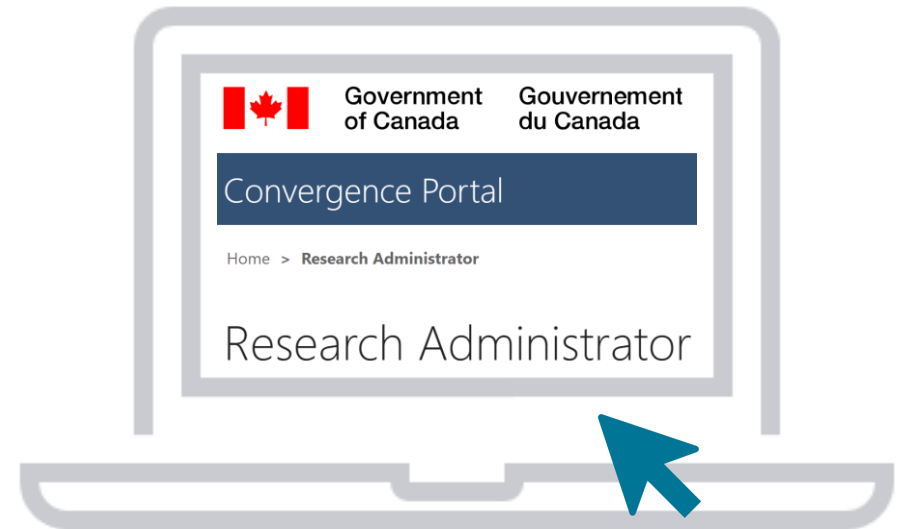 Government
of Canada
Gouvernement
du Canada
Convergence Portal
Home > Research Administrator
Research Administrator